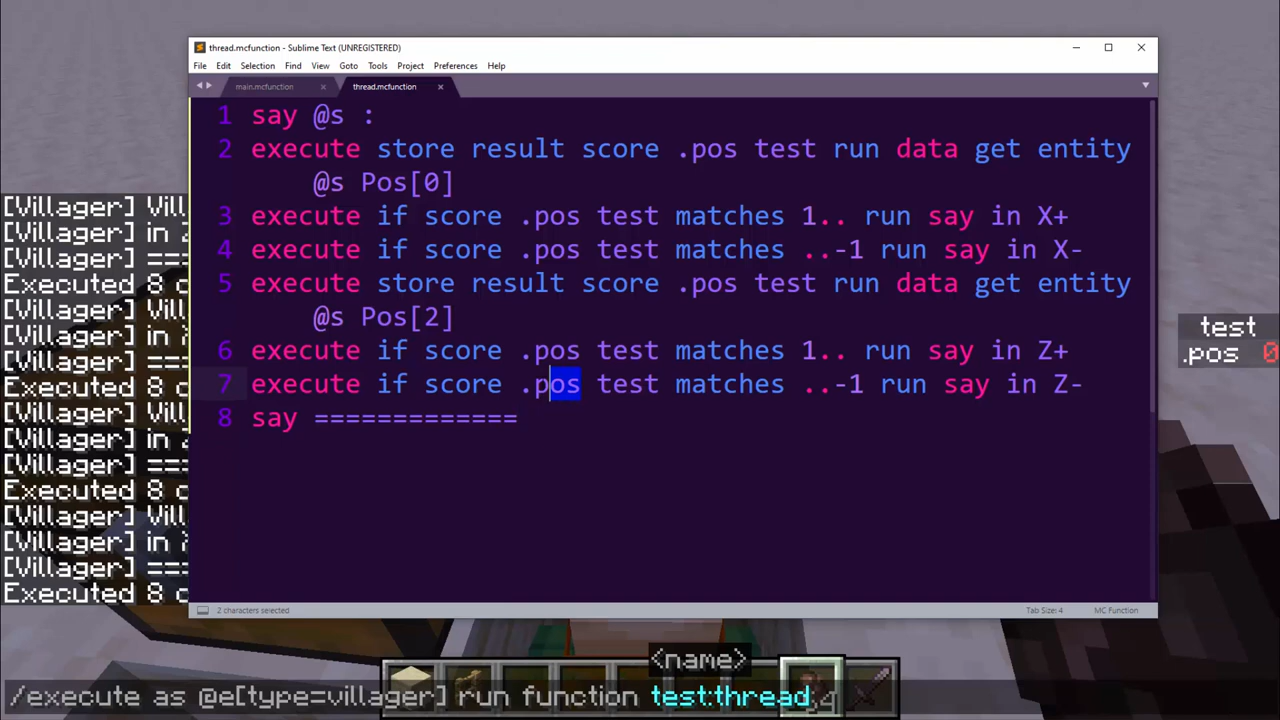 thread.mcfunction - Sublime Text (UNREGISTERED)
File Edit Selection Find View Goto Tools Project Preferences Help
main.mcfunction thread.mcfunction
1 say @s :
2 execute store result score .pos test run data get entity
@s Pos[0]
3 execute if score .pos test matches 1.. run say in X+
4 execute if score .pos test matches ..-1 run say in X-
5 execute store result score .pos test run data get entity
@s Pos[2]
6 execute if score .pos test matches 1.. run say in Z+
7 execute if score .pos test matches ..-1 run say in Z-
8 say =============
2 characters selected Tab Size: 4 MC Function
[Villager]
[Villager] in
[Villager] ==
Executed 8
[Villager]
[Villager] in
[Villager] ==
Executed 8
[Villager]
[Villager] in
[Villager] ==
Executed 8
[Villager]
[Villager] in
[Villager] ==
Executed 8
test
.pos 0
<name>
/execute as @e[type=villager] run function test:thread